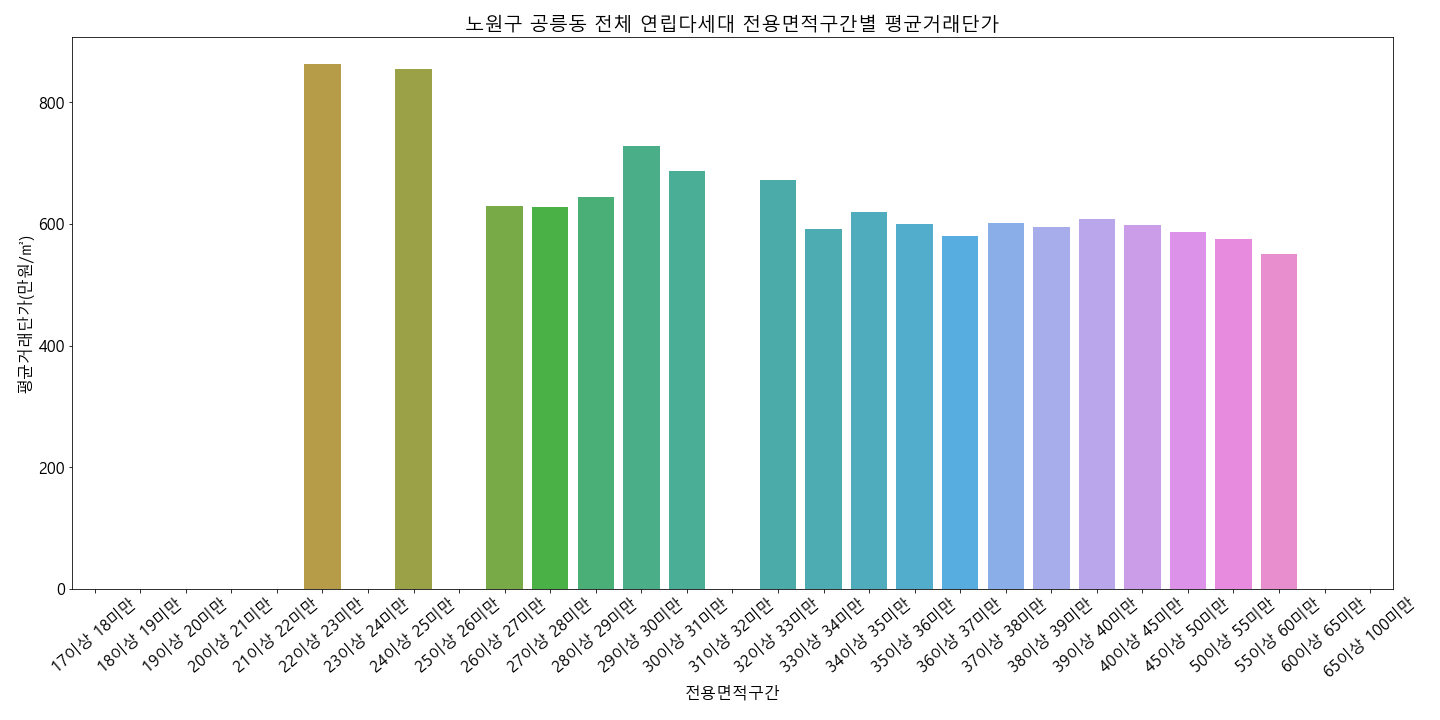 노원구 공릉동 전체 연립다세대 전용면적구간별 평균거래단가
평균거래단가(만원/㎡)
800
600
400
200
0
17이상 18미만
18이상 19미만
19이상 20미만
20이상 21미만
21이상 22미만
22이상 23미만
23이상 24미만
24이상 25미만
25이상 26미만
26이상 27미만
27이상 28미만
28이상 29미만
29이상 30미만
30이상 31미만
31이상 32미만
32이상 33미만
33이상 34미만
34이상 35미만
35이상 36미만
36이상 37미만
37이상 38미만
38이상 39미만
39이상 40미만
40이상 45미만
45이상 50미만
50이상 55미만
55이상 60미만
60이상 65미만
65이상 100미만
전용면적구간